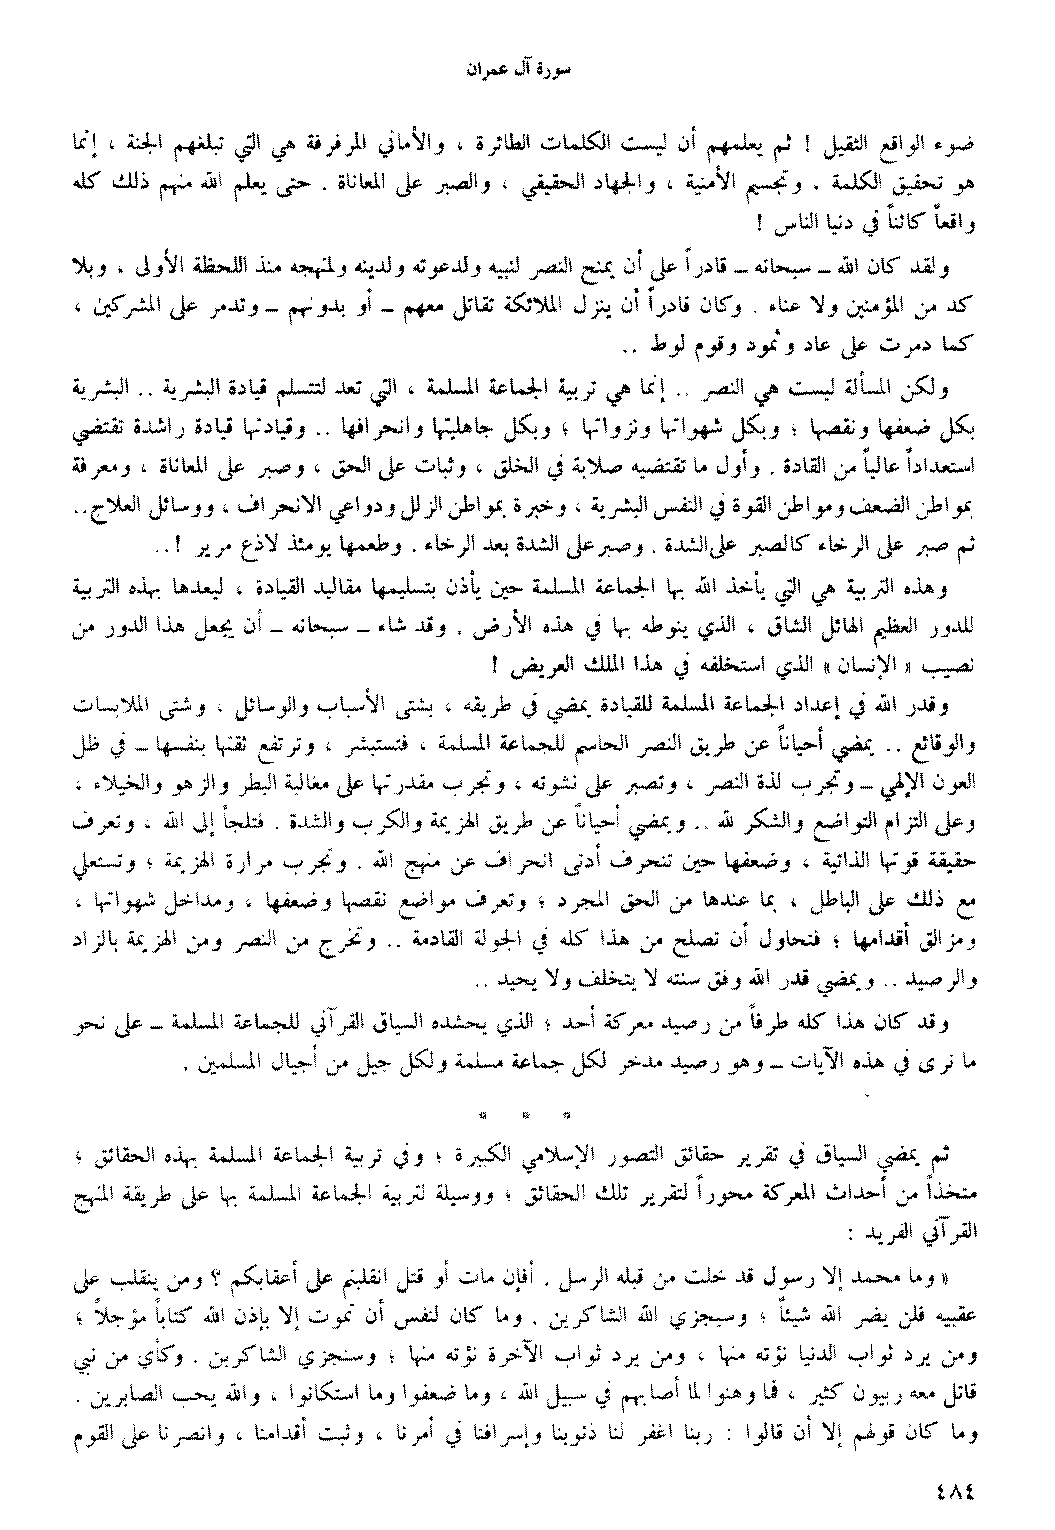 سورة آل عمران
ضوء الواقع الثقيل ! ثم يعلمهم أن ليست الكلمات الطائرة ، والأماني المرفرفة هي التي تبلغهم الجنة ، إنما
هو تحقيق الكلمة . وتجسيم الأمنية ، والجهاد الحقيقي ، والصبر على المعاناة . حتى يعلم الله منهم ذلك كله
واقعاً كائناً في دنيا الناس !
ولقد كان الله – سبحانه – قادراً على أن يمنح النصر لنبيه ولدعوته ولدينه ولمنهجه منذ اللحظة الأولى ، وبلا
كد من المؤمنين ولا عناء . وكان قادراً أن ينزل الملائكة تقاتل معهم – أو بدونهم – وتدمر على المشركين ،
كما دمرت على عاد وثمود وقوم لوط ..
ولكن المسألة ليست هي النصر .. إنما هي تربية الجماعة المسلمة ، التي تعد لتتسلم قيادة البشرية .. البشرية
بكل ضعفها ونقصها ؛ وبكل شهواتها ونزواتها ؛ وبكل جاهليتها وانحرافها .. وقيادتها قيادة راشدة تقتضي
استعداداً عالياً من القادة . وأول ما تقتضيه صلابة في الخلق ، وثبات على الحق ، وصبر على المعاناة ، ومعرفة
بمواطن الضعف ومواطن القوة في النفس البشرية ، وخبرة بمواطن الزلل ودواعي الانحراف ، ووسائل العلاج..
ثم صبر على الرخاء كالصبر على الشدة . وصبر على الشدة بعد الرخاء . وطعمها يومئذ لاذع مرير !..
وهذه التربية هي التي يأخذ الله بها الجماعة المسلمة حين يأذن بتسليمها مقاليد القيادة ، ليعدها بهذه التربية
للدور العظيم الهائل الشاق ، الذي ينوطه بها في هذه الأرض . وقد شاء – سبحانه – أن يجعل هذا الدور من
نصيب « الإنسان » الذي استخلفه في هذا الملك العريض !
وقدر الله في إعداد الجماعة المسلمة للقيادة يمضي في طريقه ، بشتى الأسباب والوسائل ، وشتى الملابسات
والوقائع .. يمضي أحياناً عن طريق النصر الحاسم للجماعة المسلمة ، فتستبشر ، وترتفع ثقتها بنفسها – في ظل
العون الإلهي – وتجرب لذة النصر ، وتصبر على نشوته ، وتجرب مقدرتها على مغالبة البطر والزهو والخيلاء ،
وعلى التزام التواضع والشكر لله .. ويمضي أحياناً عن طريق الهزيمة والكرب والشدة . فتلجأ إلى الله ، وتعرف
حقيقة قوتها الذاتية ، وضعفها حين تنحرف أدنى انحراف عن منهج الله . وتجرب مرارة الهزيمة ؛ وتستعلي
مع ذلك على الباطل ، بما عندها من الحق المجرد ؛ وتعرف مواضع نقصها وضعفها ، ومداخل شهواتها ،
ومزالق أقدامها ؛ فتحاول أن تصلح من هذا كله في الجولة القادمة .. وتخرج من النصر ومن الهزيمة بالزاد
والرصيد .. ويمضي قدر الله وفق سنته لا يتخلف ولا يحيد ..
وقد كان هذا كله طرفاً من رصيد معركة أحد ؛ الذي يحشده السياق القرآني للجماعة المسلمة – على نحو
ما نرى في هذه الآيات – وهو رصيد مدخر لكل جماعة مسلمة ولكل جيل من أجيال المسلمين .
* * *
ثم يمضي السياق في تقرير حقائق التصور الإسلامي الكبيرة ؛ وفي تربية الجماعة المسلمة بهذه الحقائق ؛
متخذاً من أحداث المعركة محوراً لتقرير تلك الحقائق ؛ ووسيلة لتربية الجماعة المسلمة بها على طريقة المنهج
القرآني الفريد :
« وما محمد إلا رسول قد خلت من قبله الرسل . أفإن مات أو قتل انقلبتم على أعقابكم ؟ ومن ينقلب على
عقبيه فلن يضر الله شيئاً ؛ وسيجزي الله الشاكرين . وما كان لنفس أن تموت إلا بإذن الله كتاباً مؤجلاً ؛
ومن يرد ثواب الدنيا نؤته منها ، ومن يرد ثواب الآخرة نؤته منها ؛ وسنجزي الشاكرين . وكأي من نبي
قاتل معه ربيون كثير ، فما وهنوا لما أصابهم في سبيل الله ، وما ضعفوا وما استكانوا ، والله يحب الصابرين .
وما كان قولهم إلا أن قالوا : ربنا اغفر لنا ذنوبنا وإسرافنا في أمرنا ، وثبت أقدامنا ، وانصرنا على القوم
٤٨٤